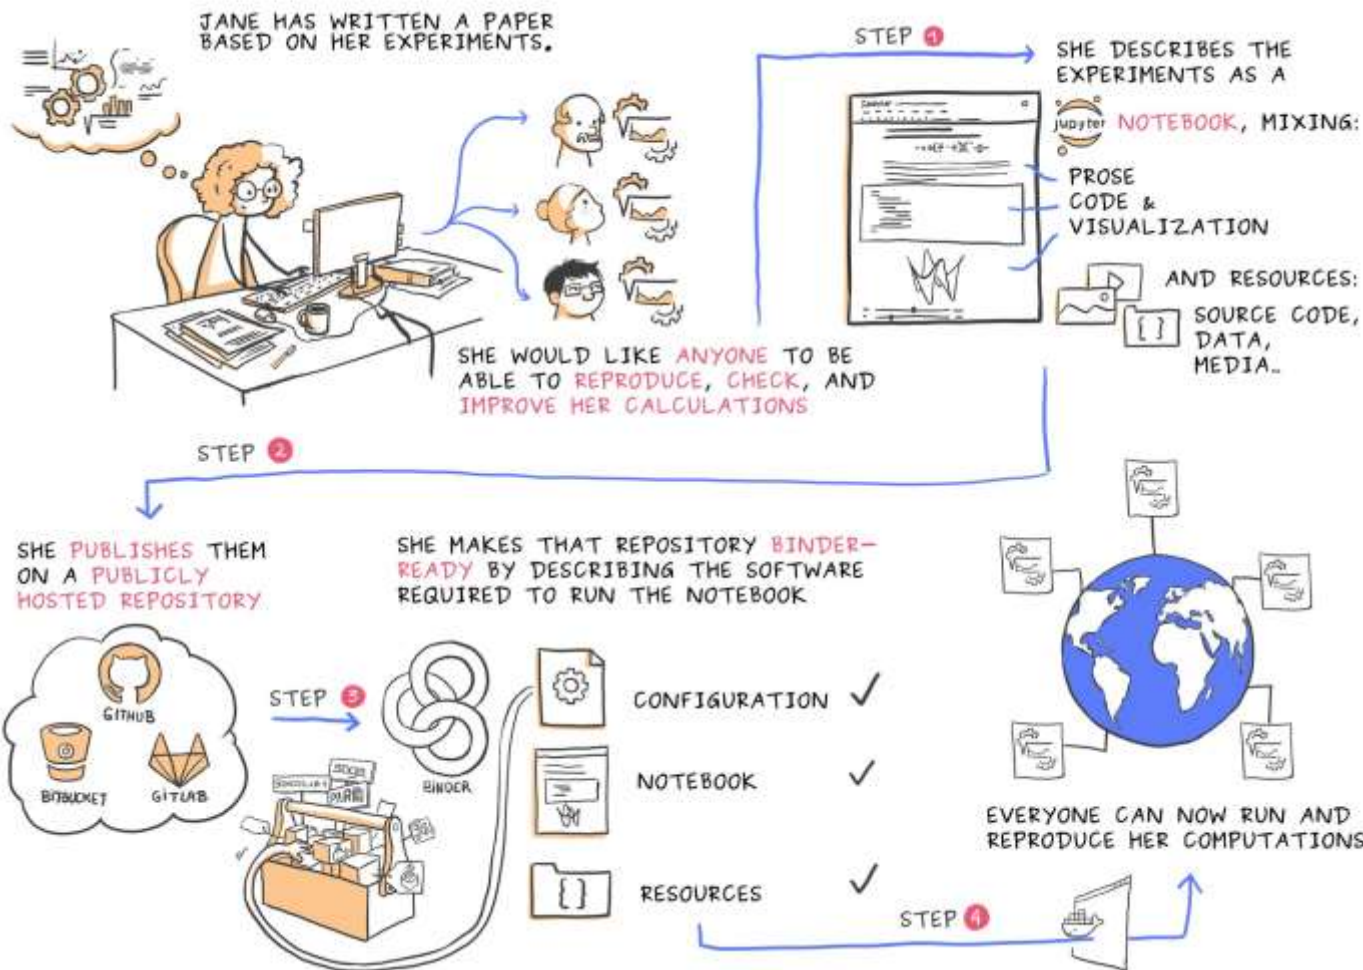 JANE HAS WRITTEN A PAPER
BASED ON HER EXPERIMENTS.
SHE WOULD LIKE ANYONE TO BE
ABLE TO REPRODUCE, CHECK, AND
IMPROVE HER CALCULATIONS
STEP 1
SHE DESCRIBES THE
EXPERIMENTS AS A
jupyter NOTEBOOK, MIXING:
PROSE
CODE &
VISUALIZATION
AND RESOURCES:
SOURCE CODE,
DATA,
MEDIA..
STEP 2
SHE PUBLISHES THEM
ON A PUBLICLY
HOSTED REPOSITORY
GITHUB
BITBUCKET
GITLAB
STEP 3
SHE MAKES THAT REPOSITORY BINDER-
READY BY DESCRIBING THE SOFTWARE
REQUIRED TO RUN THE NOTEBOOK
BINDER
CONFIGURATION
NOTEBOOK
{ } RESOURCES
STEP 4
EVERYONE CAN NOW RUN AND
REPRODUCE HER COMPUTATIONS